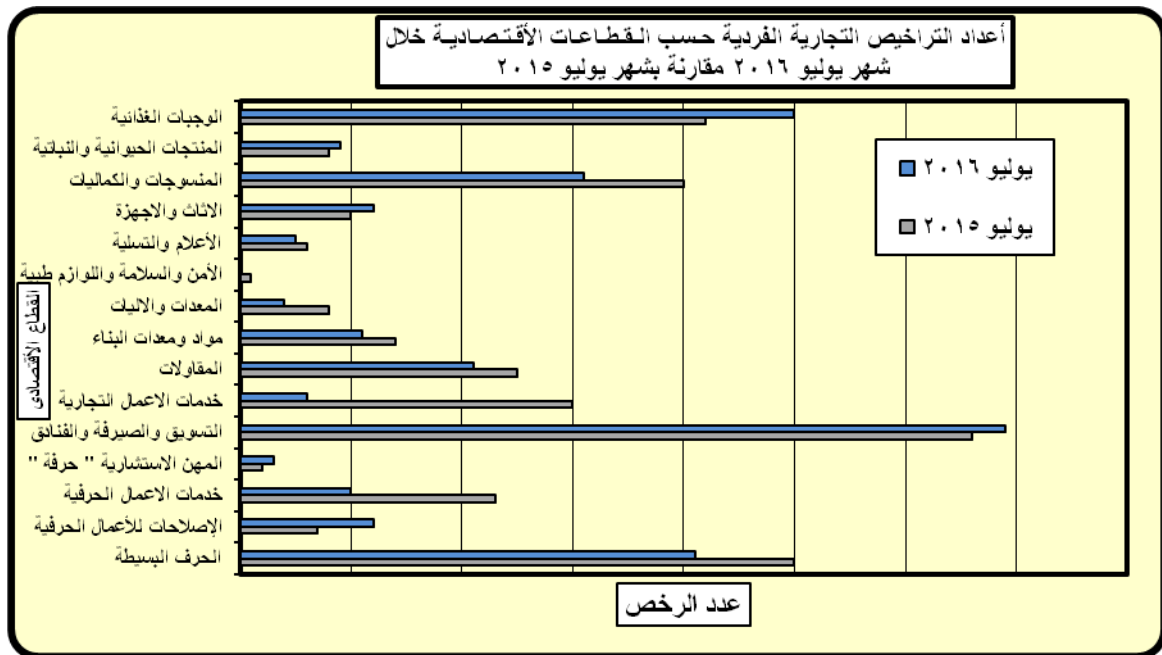 أعداد التراخيص التجارية الفردية حسب القطاعات الأقتصادية خلال
شهر يوليو ٢٠١٦ مقارنة بشهر يوليو ٢٠١٥
يوليو ٢٠١٦
يوليو ٢٠١٥
القطاع الأقتصادى
الوجبات الغذائية
المنتجات الحيوانية والنباتية
المنسوجات والكماليات
الاثاث والاجهزة
الأعلام والتسلية
الأمن والسلامة واللوازم طبية
المعدات والاليات
مواد ومعدات البناء
المقاولات
خدمات الاعمال التجارية
التسويق والصيرفة والفنادق
المهن الاستشارية " حرفة "
خدمات الاعمال الحرفية
الإصلاحات للأعمال الحرفية
الحرف البسيطة
عدد الرخص